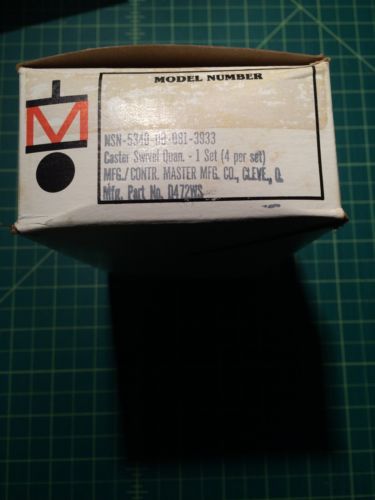 MODEL NUMBER
M
NSN-5340-00-081-3933
Caster Swivel Quan. - 1 Set (4 per set)
MFG./CONTR. MASTER MFG. CO., CLEVE., O.
Mfg. Part No. D472WS